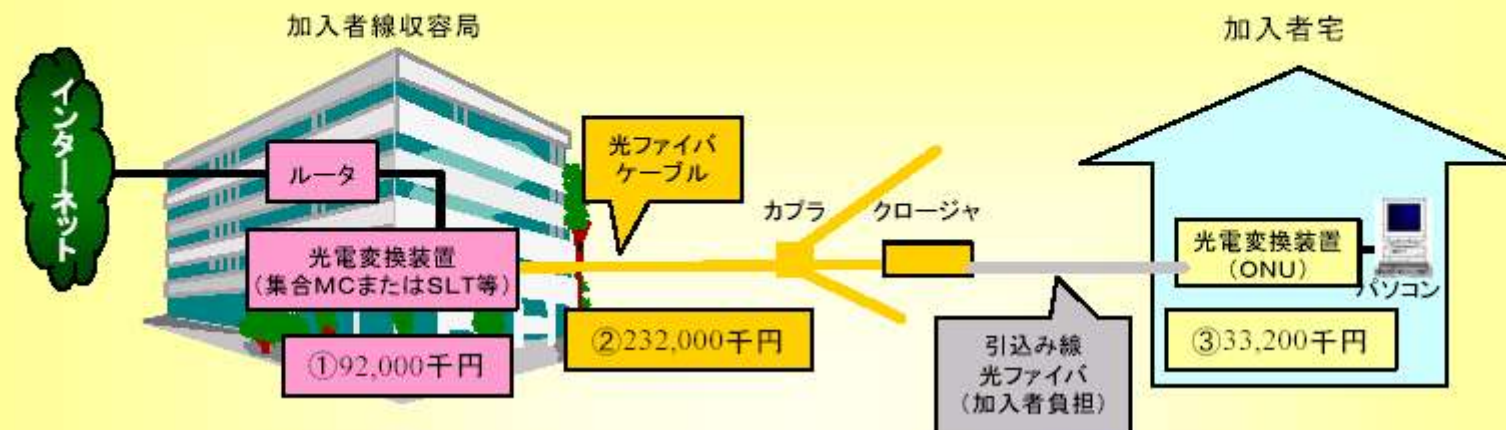 加入者線収容局
加入者宅
インターネット
ルータ
光ファイバ
ケーブル
カプラ
クロージャ
光電変換装置
(集合MCまたはSLT等)
光電変換装置
(ONU)
パソコン
①92,000千円
②232,000千円
引込み線
光ファイバ
(加入者負担)
③33,200千円